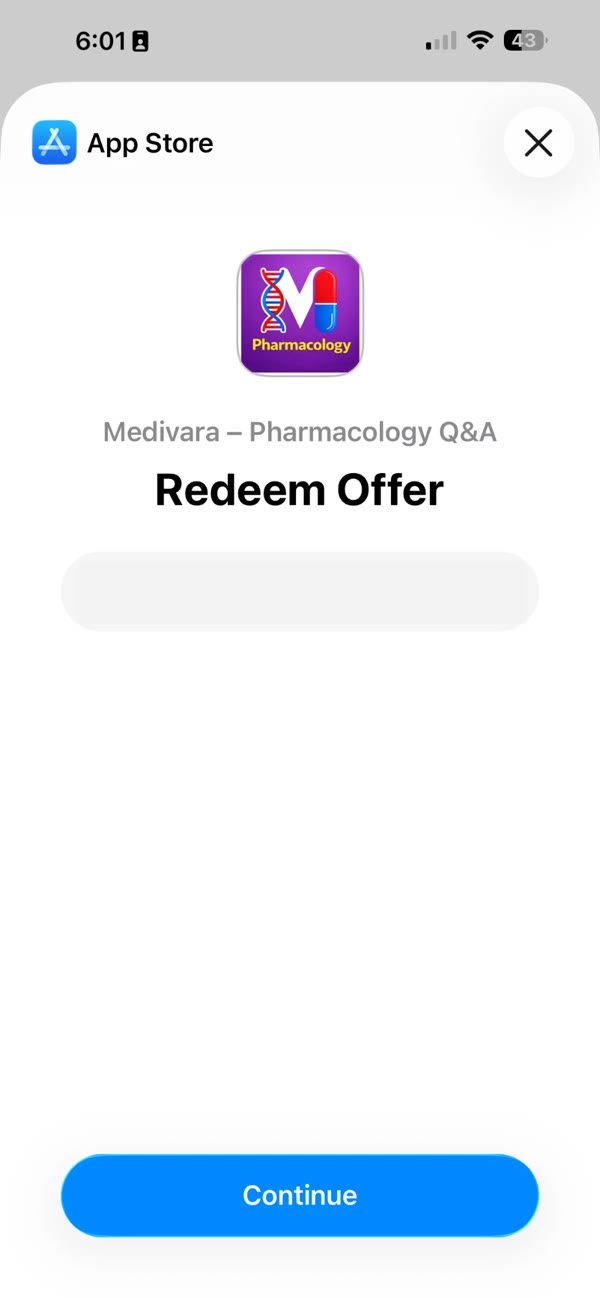 6:01
43
App Store
M
Pharmacology
Medivara – Pharmacology Q&A
Redeem Offer
Continue